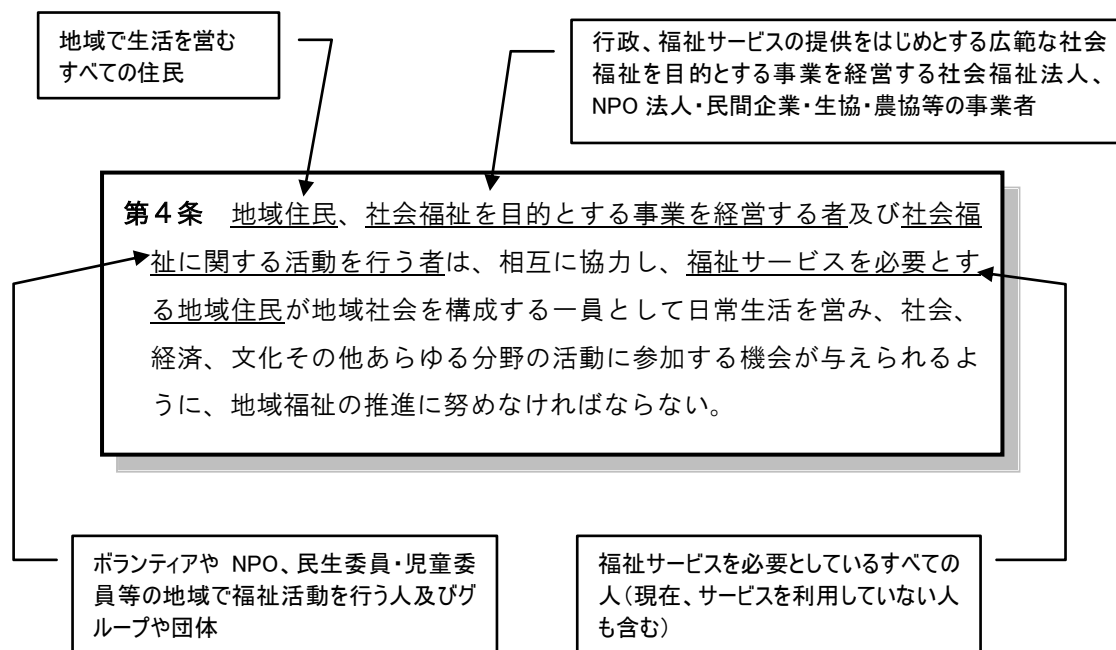 地域で生活を営む
すべての住民
行政、福祉サービスの提供をはじめとする広範な社会
福祉を目的とする事業を経営する社会福祉法人、
NPO 法人・民間企業・生協・農協等の事業者
第4条　地域住民、社会福祉を目的とする事業を経営する者及び社会福
祉に関する活動を行う者は、相互に協力し、福祉サービスを必要とす
る地域住民が地域社会を構成する一員として日常生活を営み、社会、
経済、文化その他あらゆる分野の活動に参加する機会が与えられるよ
うに、地域福祉の推進に努めなければならない。
ボランティアや NPO、民生委員・児童委
員等の地域で福祉活動を行う人及びグ
ループや団体
福祉サービスを必要としているすべての
人（現在、サービスを利用していない人
も含む）